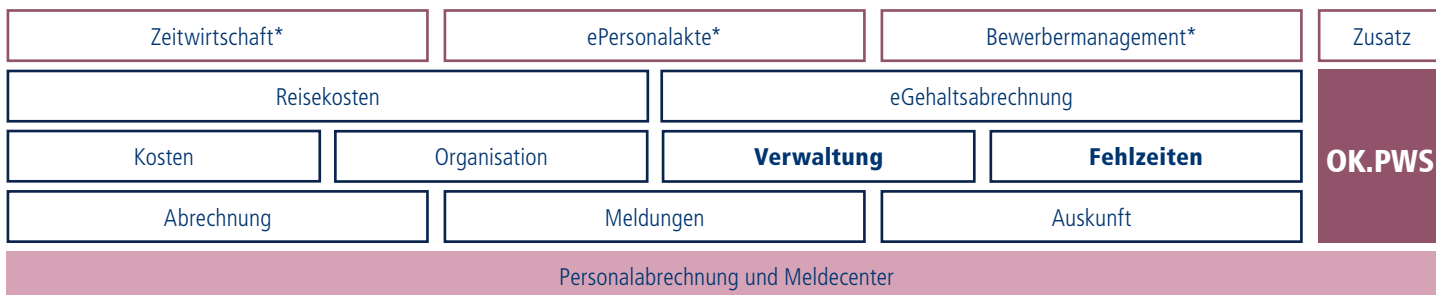 Zeitwirtschaft* ePersonalakte* Bewerbermanagement* Zusatz
Reisekosten eGehaltsabrechnung
Kosten Organisation Verwaltung Fehlzeiten OK.PWS
Abrechnung Meldungen Auskunft
Personalabrechnung und Meldecenter